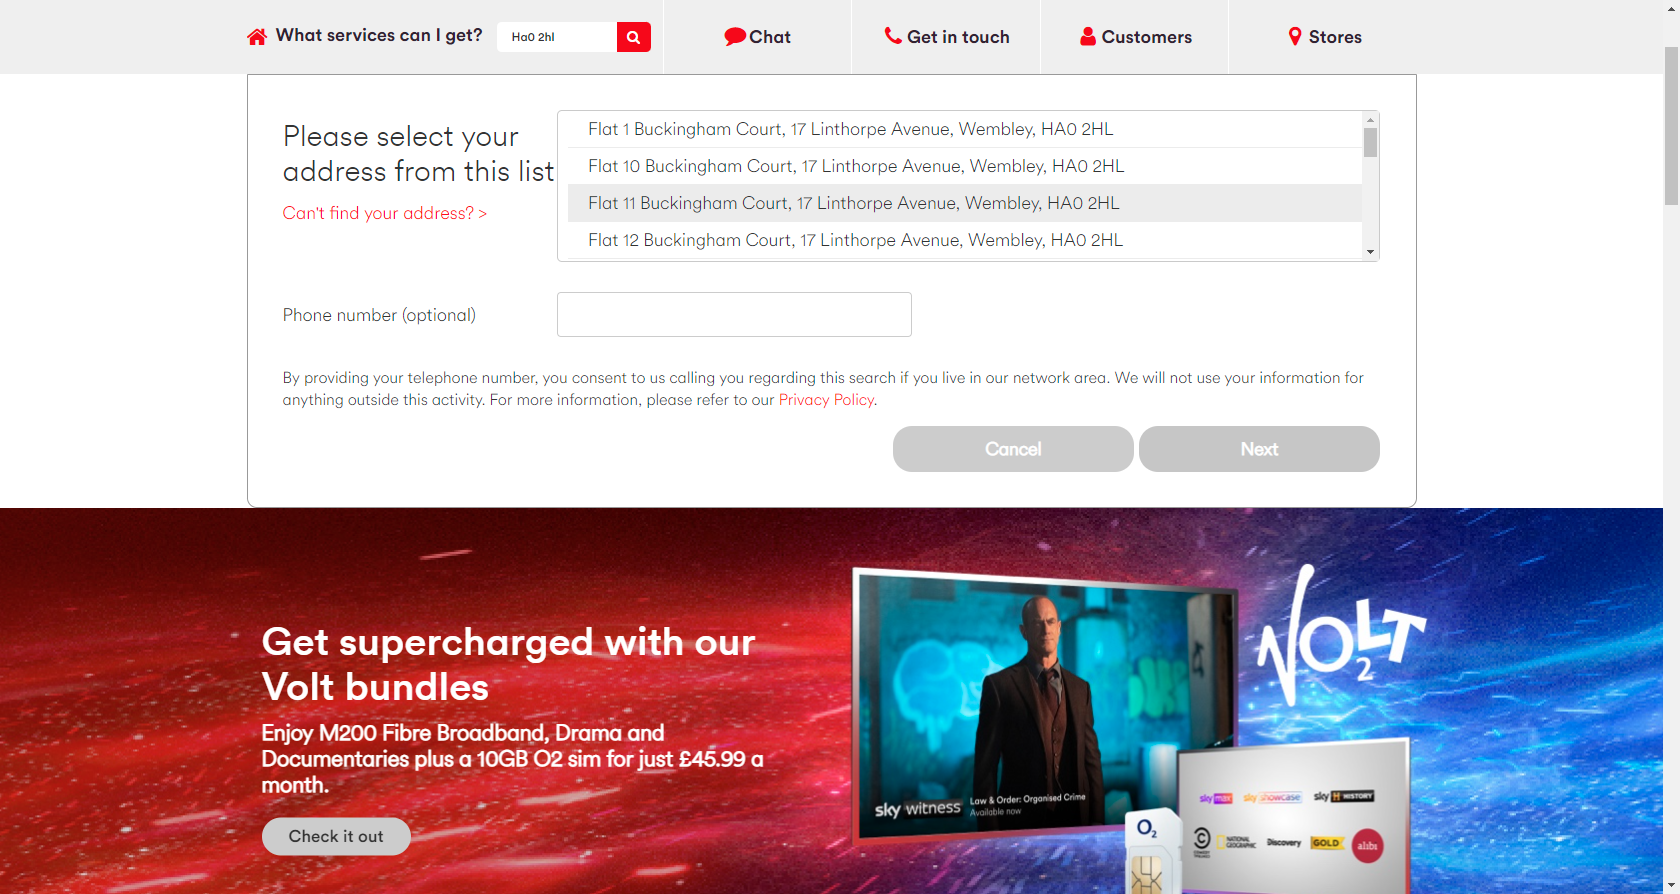 What services can I get?
Ha0 2hl
Chat
Get in touch
Customers
Stores
Please select your
address from this list
Can't find your address? >
Flat 1 Buckingham Court, 17 Linthorpe Avenue, Wembley, HA0 2HL
Flat 10 Buckingham Court, 17 Linthorpe Avenue, Wembley, HA0 2HL
Flat 11 Buckingham Court, 17 Linthorpe Avenue, Wembley, HA0 2HL
Flat 12 Buckingham Court, 17 Linthorpe Avenue, Wembley, HA0 2HL
Phone number (optional)
By providing your telephone number, you consent to us calling you regarding this search if you live in our network area. We will not use your information for
anything outside this activity. For more information, please refer to our Privacy Policy.
Cancel
Next
Get supercharged with our
Volt bundles
Enjoy M200 Fibre Broadband, Drama and
Documentaries plus a 10GB O2 sim for just £45.99 a
month.
Check it out
VOLT
2
sky witness
Law & Order: Organised Crime
Available now
sky max
sky showcase
sky HISTORY
O2
COMEDY CENTRAL
NATIONAL GEOGRAPHIC
Discovery
GOLD
alibi